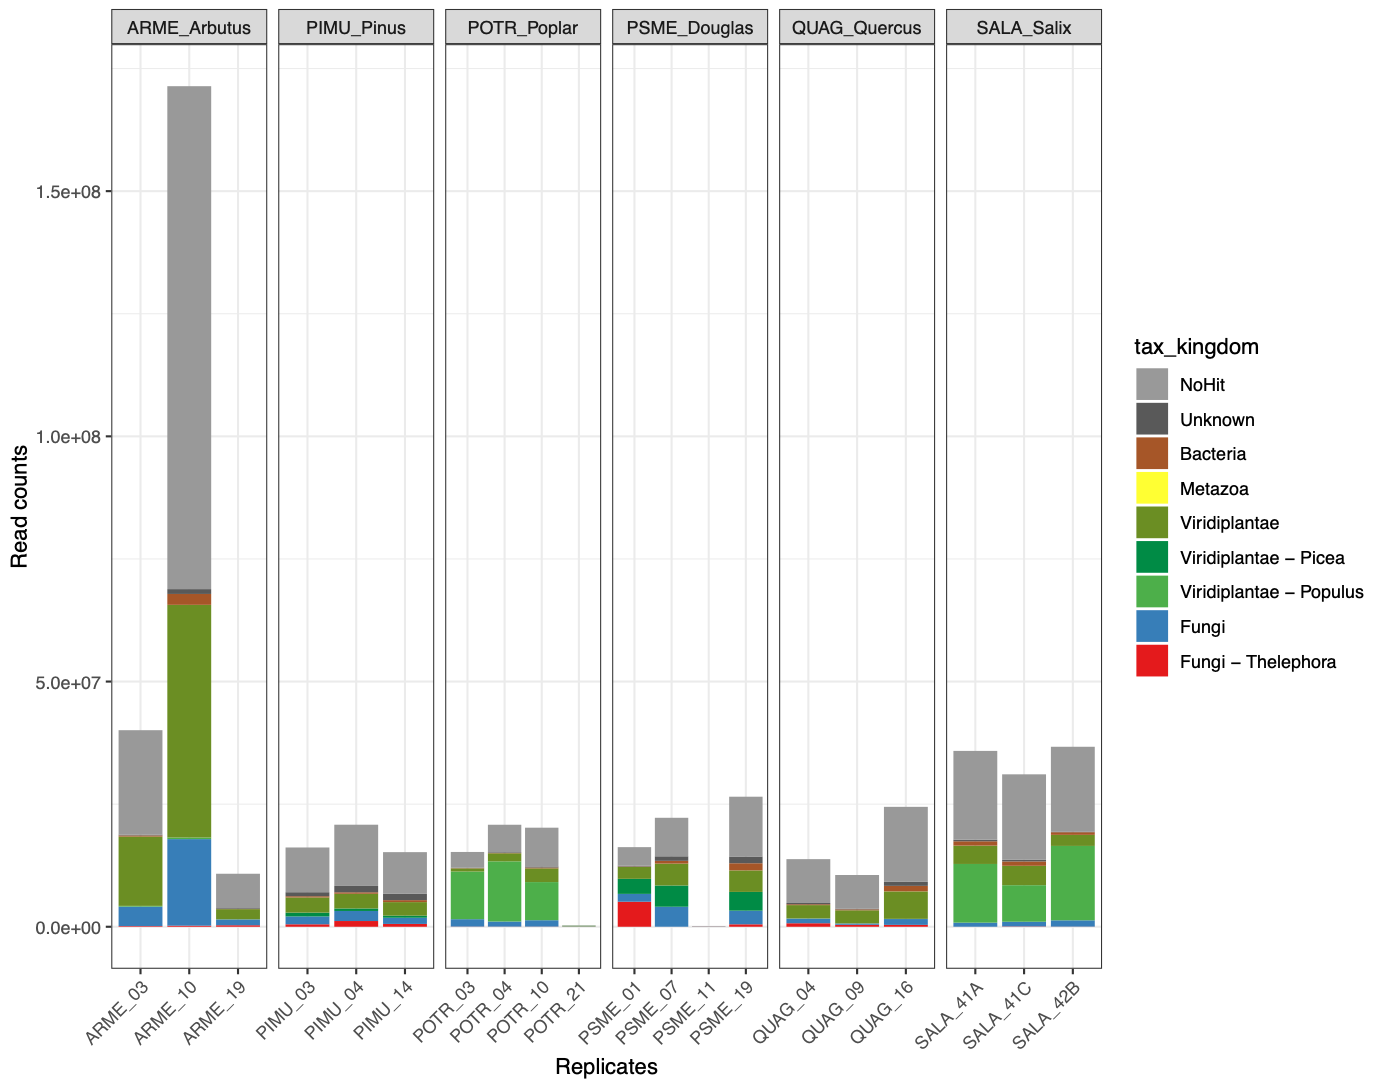 ARME_Arbutus PIMU_Pinus POTR_Poplar PSME_Douglas QUAG_Quercus SALA_Salix
1.5e+08
1.0e+08
5.0e+07
0.0e+00
Read counts
ARME_03 ARME_10 ARME_19 PIMU_03 PIMU_04 PIMU_14 POTR_03 POTR_04 POTR_10 POTR_21 PSME_01 PSME_07 PSME_11 PSME_19 QUAG_04 QUAG_09 QUAG_16 SALA_41A SALA_41C SALA_42B
Replicates
tax_kingdom
NoHit
Unknown
Bacteria
Metazoa
Viridiplantae
Viridiplantae − Picea
Viridiplantae − Populus
Fungi
Fungi − Thelephora